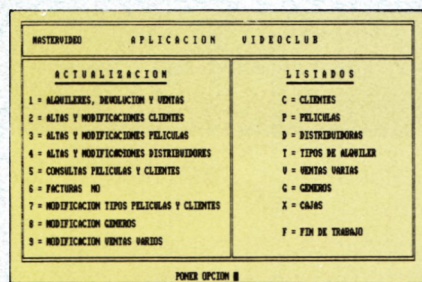 MASTERVIDEO APLICACION VIDEOCLUB
ACTUALIZACION
1 = ALQUILERES, DEVOLUCION Y VENTAS
2 = ALTAS Y MODIFICACIONES CLIENTES
3 = ALTAS Y MODIFICACIONES PELICULAS
4 = ALTAS Y MODIFICACIONES DISTRIBUIDORES
5 = CONSULTAS PELICULAS Y CLIENTES
6 = FACTURAS NO
7 = MODIFICACION TIPOS PELICULAS Y CLIENTES
8 = MODIFICACION GENEROS
9 = MODIFICACION VENTAS VARIOS
LISTADOS
C = CLIENTES
P = PELICULAS
D = DISTRIBUIDORAS
T = TIPOS DE ALQUILER
V = VENTAS VARIAS
G = GENEROS
X = CAJAS
F = FIN DE TRABAJO
PONER OPCION